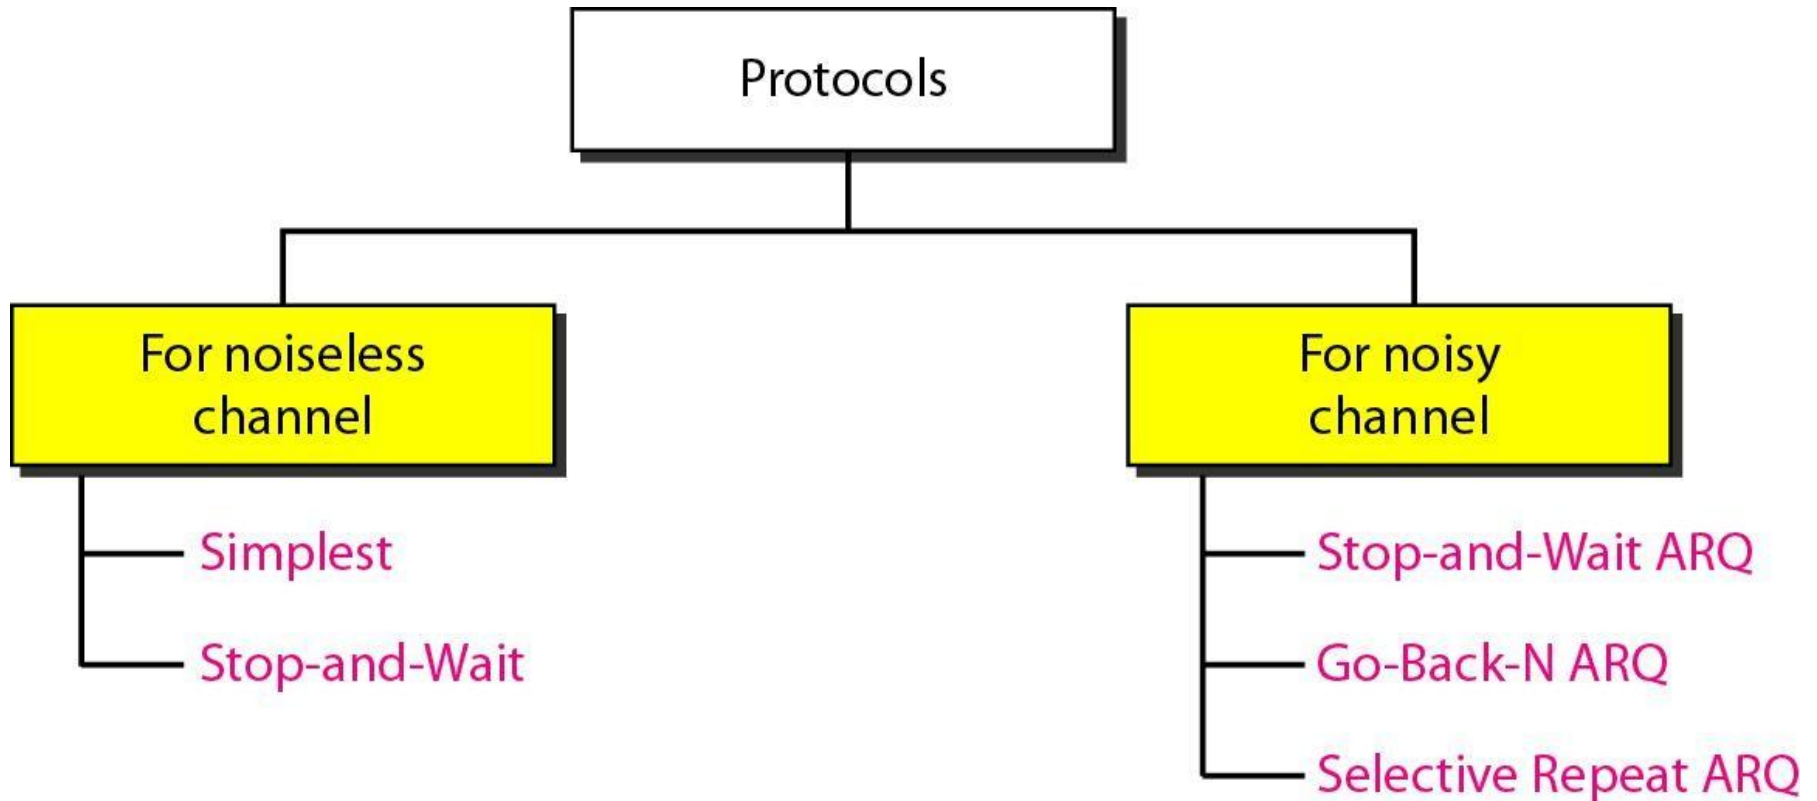 Protocols
For noiseless
channel
Simplest
Stop-and-Wait
For noisy
channel
Stop-and-Wait ARQ
Go-Back-N ARQ
Selective Repeat ARQ